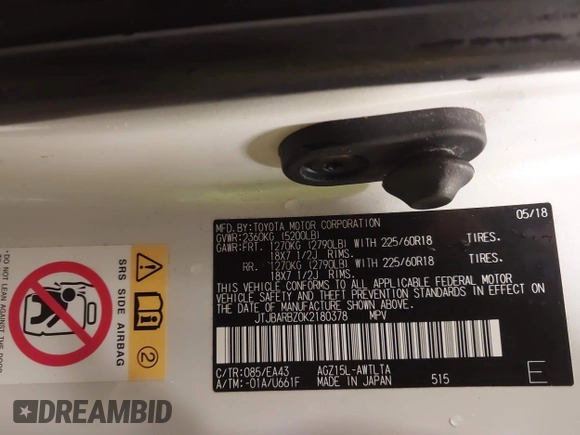 MFD.BY:TOYOTA MOTOR CORPORATION 05/18
GVWR:2360KG (5200LB)
GAWR:FRT. 1270KG (2790LB) WITH 225/60R18 TIRES.
18X7 1/2J RIMS.
RR. 1270KG (2790LB) WITH 225/60R18 TIRES.
18X7 1/2J RIMS.
THIS VEHICLE CONFORMS TO ALL APPLICABLE FEDERAL MOTOR
VEHICLE SAFETY AND THEFT PREVENTION STANDARDS IN EFFECT ON
THE DATE OF MANUFACTURE SHOWN ABOVE.
JTJBARBZ0K2180378 MPV
C/TR:085/EA43 AGZ15L-AWTLTA
A/TM:-01A/U661F MADE IN JAPAN 515 E
SRS SIDE AIRBAG
2
DREAMBID